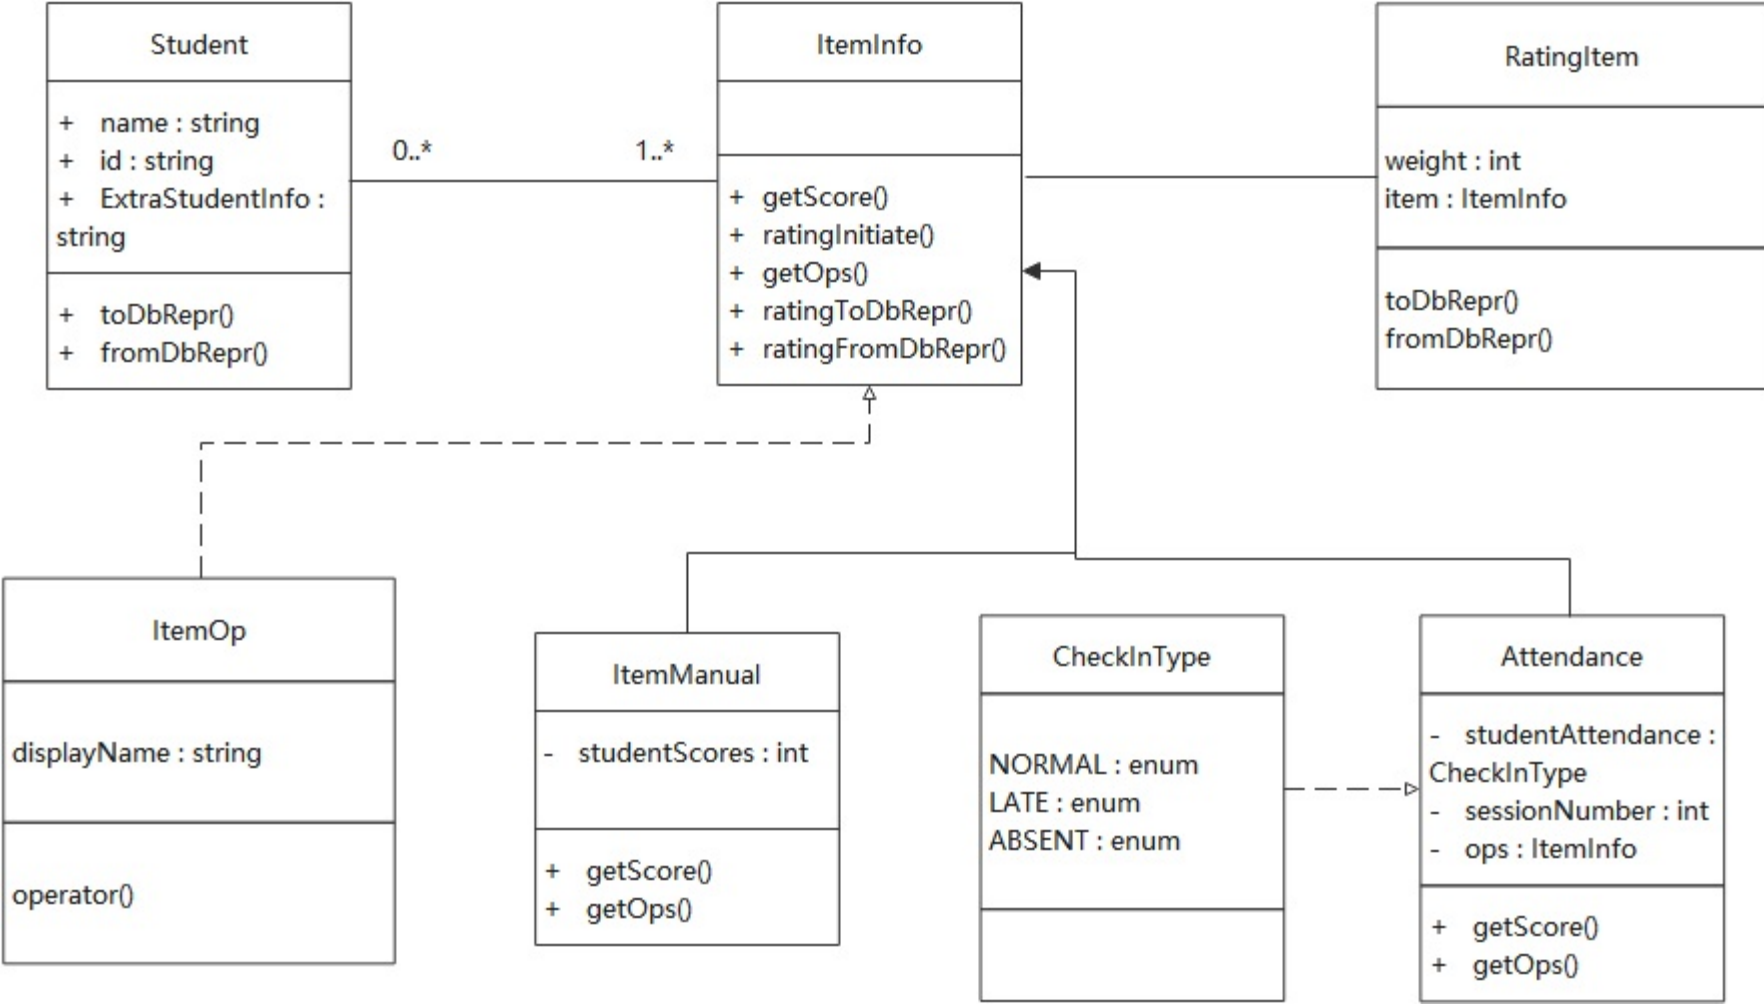 Student
+ name : string
+ id : string
+ ExtraStudentInfo :
string
+ toDbRepr()
+ fromDbRepr()
0..*
1..*
ItemInfo
+ getScore()
+ ratingInitiate()
+ getOps()
+ ratingToDbRepr()
+ ratingFromDbRepr()
RatingItem
weight : int
item : ItemInfo
toDbRepr()
fromDbRepr()
ItemOp
displayName : string
operator()
ItemManual
- studentScores : int
+ getScore()
+ getOps()
CheckInType
NORMAL : enum
LATE : enum
ABSENT : enum
Attendance
- studentAttendance :
CheckInType
- sessionNumber : int
- ops : ItemInfo
+ getScore()
+ getOps()